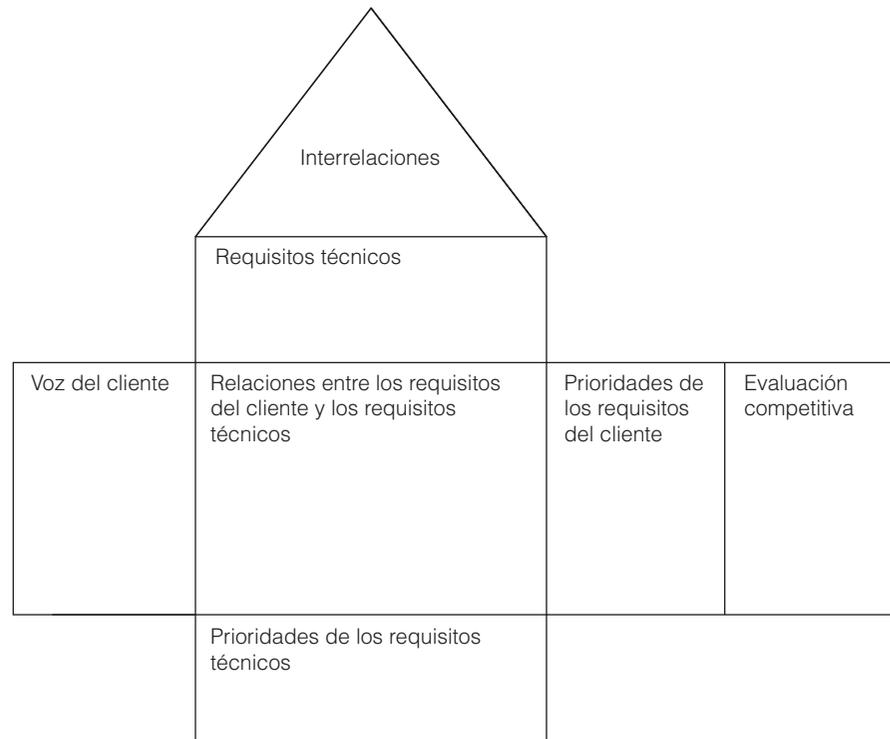 Interrelaciones
Requisitos técnicos
Voz del cliente
Relaciones entre los requisitos
del cliente y los requisitos
técnicos
Prioridades de
los requisitos
del cliente
Evaluación
competitiva
Prioridades de los requisitos
técnicos